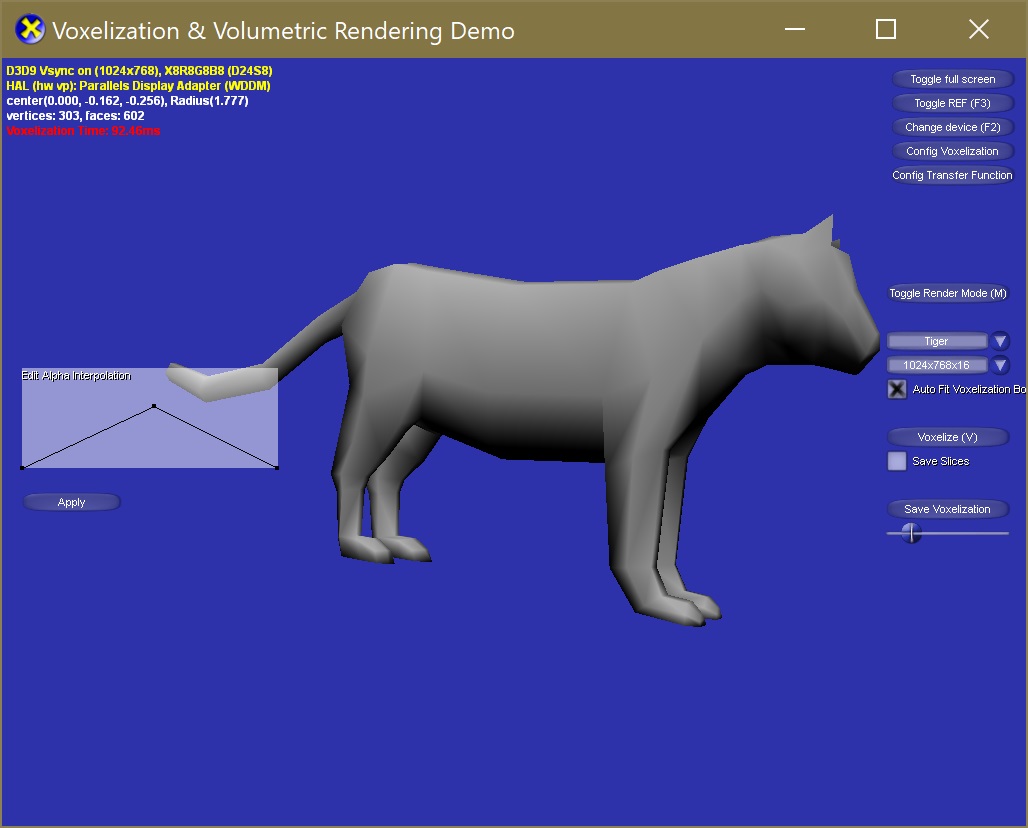 Voxelization & Volumetric Rendering Demo
D3D9 Vsync on (1024x768), X8R8G8B8 (D24S8)
HAL (hw vp): Parallels Display Adapter (WDDM)
center(0.000, -0.162, -0.256), Radius(1.777)
vertices: 303, faces: 602
Voxelization Time: 92.46ms
Toggle full screen
Toggle REF (F3)
Change device (F2)
Config Voxelization
Config Transfer Function
Toggle Render Mode (M)
Tiger
1024x768x16
Auto Fit Voxelization Bo
Voxelize (V)
Save Slices
Save Voxelization
Edit Alpha Interpolation
Apply